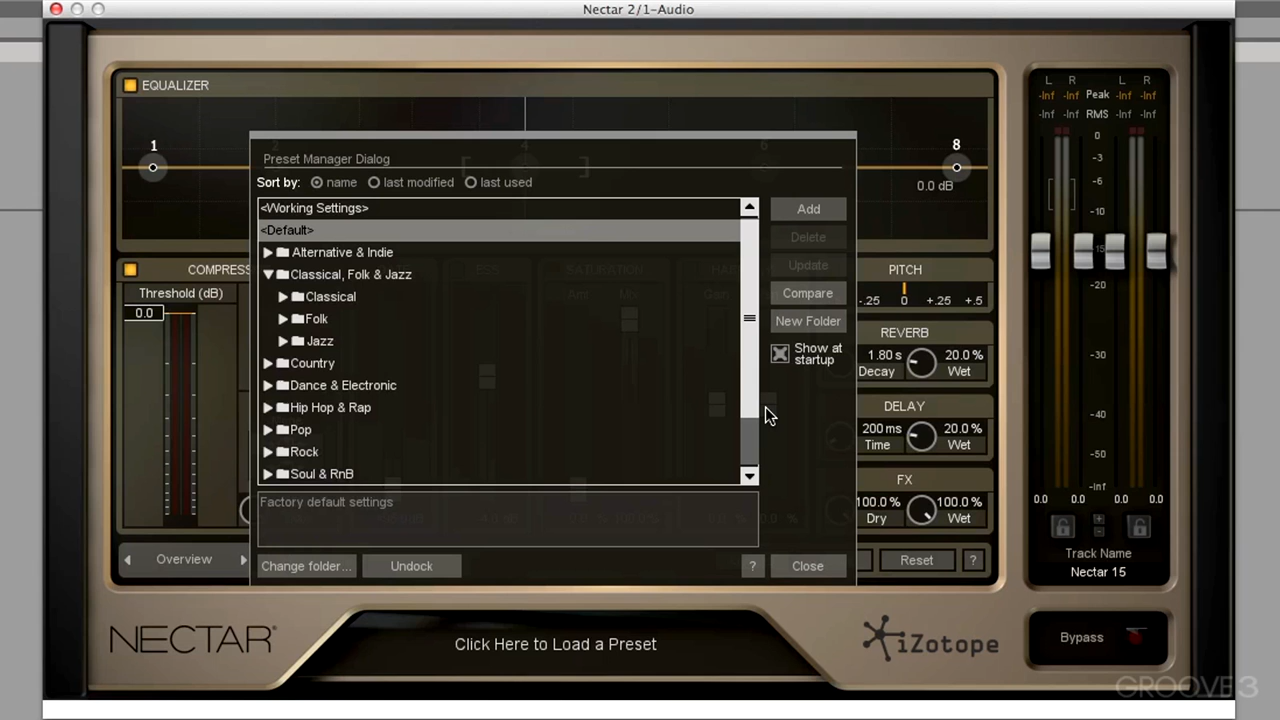 Nectar 2/1-Audio
EQUALIZER
1
2
4
6
8
0.0 dB
Preset Manager Dialog
Sort by: name last modified last used
<Working Settings>
<Default>
Alternative & Indie
Classical, Folk & Jazz
Classical
Folk
Jazz
Country
Dance & Electronic
Hip Hop & Rap
Pop
Rock
Soul & RnB
Factory default settings
Add
Delete
Update
Compare
New Folder
Show at
startup
Change folder...
Undock
?
Close
COMPRESS
Threshold (dB)
0.0
PITCH
-.25 0 +.25 +.5
REVERB
1.80 s 20.0 %
Decay Wet
DELAY
200 ms 20.0 %
Time Wet
FX
100.0 % 100.0 %
Dry Wet
Overview
Reset
?
L R L R
-Inf -Inf Peak -Inf -Inf
-Inf -Inf RMS -Inf -Inf
0
-3
-6
-10
-15
-20
-30
-40
-50
-Inf
0.0 0.0 0.0 0.0
Track Name
Nectar 15
NECTAR®
Click Here to Load a Preset
iZotope
Bypass
GROOVE 3